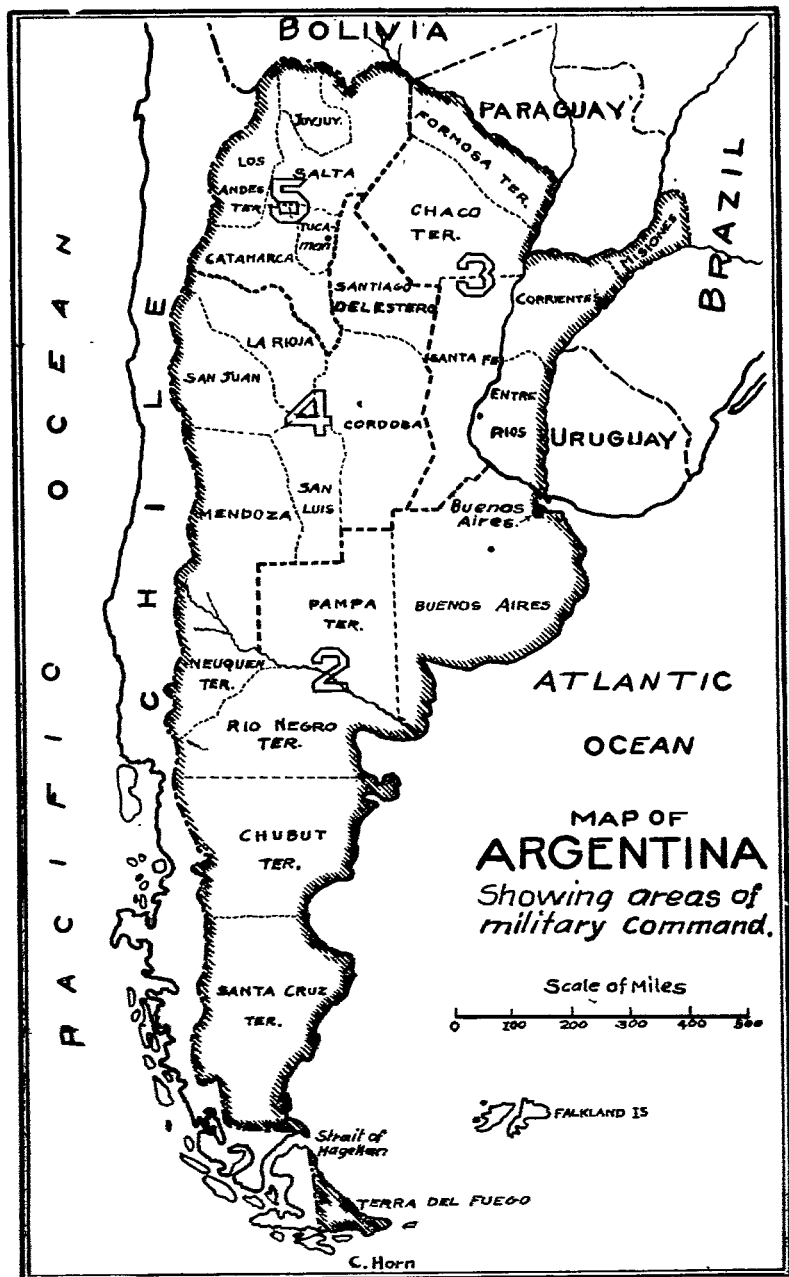 BOLIVIA
PARAGUAY
BRAZIL
JUYJUY.
FORMOSA TER.
LOS
ANDES
TER.
SALTA
5
CHACO
TER.
TUCA-
man
MISIONES
CATAMARCA
3
SANTIAGO
DEL ESTERO
CORRIENTES
LA RIOJA
SANTA FE
SAN JUAN
4
CORDOBA
ENTRE
RIOS
URUGUAY
SAN
LUIS
MENDOZA
Buenos
Aires.
PAMPA
TER.
BUENOS AIRES
NEUQUEN
TER.
2
RIO NEGRO
TER.
CHUBUT
TER.
SANTA CRUZ
TER.
CHILE
PACIFIC OCEAN
ATLANTIC
OCEAN
MAP OF
ARGENTINA
Showing areas of
military Command.
Scale of Miles
0 100 200 300 400 500
FALKLAND IS
Strait of
Magellan
TERRA DEL FUEGO
C. Horn